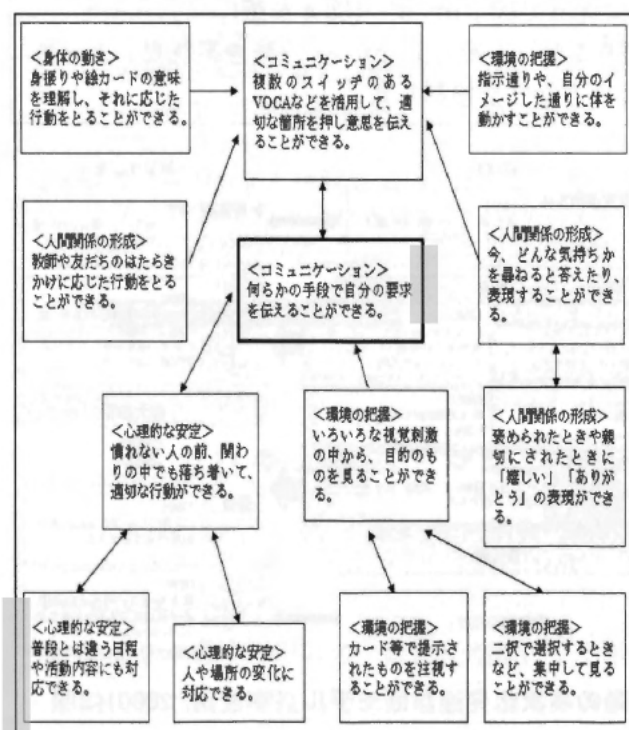 ＜身体の動き＞
身振りや絵カードの意味
を理解し、それに応じた
行動をとることができる。
＜コミュニケーション＞
複数のスイッチのある
VOCAなどを活用して、適
切な箇所を押し意思を伝え
ることができる。
＜環境の把握＞
指示通りや、自分のイ
メージした通りに体を
動かすことができる。
＜人間関係の形成＞
教師や友だちのはたらき
かけに応じた行動をとる
ことができる。
＜コミュニケーション＞
何らかの手段で自分の要求
を伝えることができる。
＜人間関係の形成＞
今、どんな気持ちか
を尋ねると答えたり、
表現することができ
る。
＜心理的な安定＞
慣れない人の前、関わ
りの中でも落ち着いて、
適切な行動ができる。
＜環境の把握＞
いろいろな視覚刺激
の中から、目的のも
のを見ることができ
る。
＜人間関係の形成＞
褒められたときや親
切にされたときに
「嬉しい」「ありが
とう」の表現ができ
る。
＜心理的な安定＞
普段とは違う日程
や活動内容にも対
応できる。
＜心理的な安定＞
人や場所の変化に
対応できる。
＜環境の把握＞
カード等で提示さ
れたものを注視す
ることができる。
＜環境の把握＞
二択で選択するとき
など、集中して見る
ことができる。